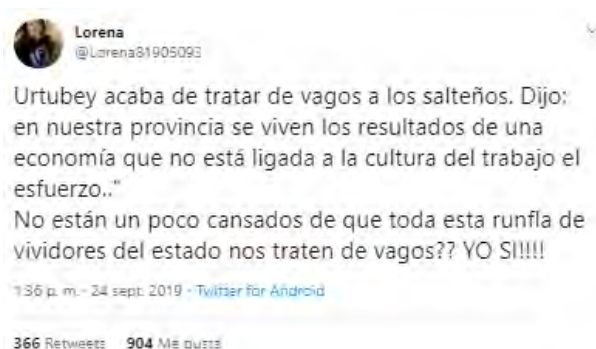 Lorena
@Lorena81905093
Urtubey acaba de tratar de vagos a los salteños. Dijo:
en nuestra provincia se viven los resultados de una
economía que no está ligada a la cultura del trabajo el
esfuerzo.."
No están un poco cansados de que toda esta runfla de
vividores del estado nos traten de vagos?? YO SI!!!!
1:36 p. m. - 24 sept. 2019 - Twitter for Android
366 Retweets 904 Me gusta